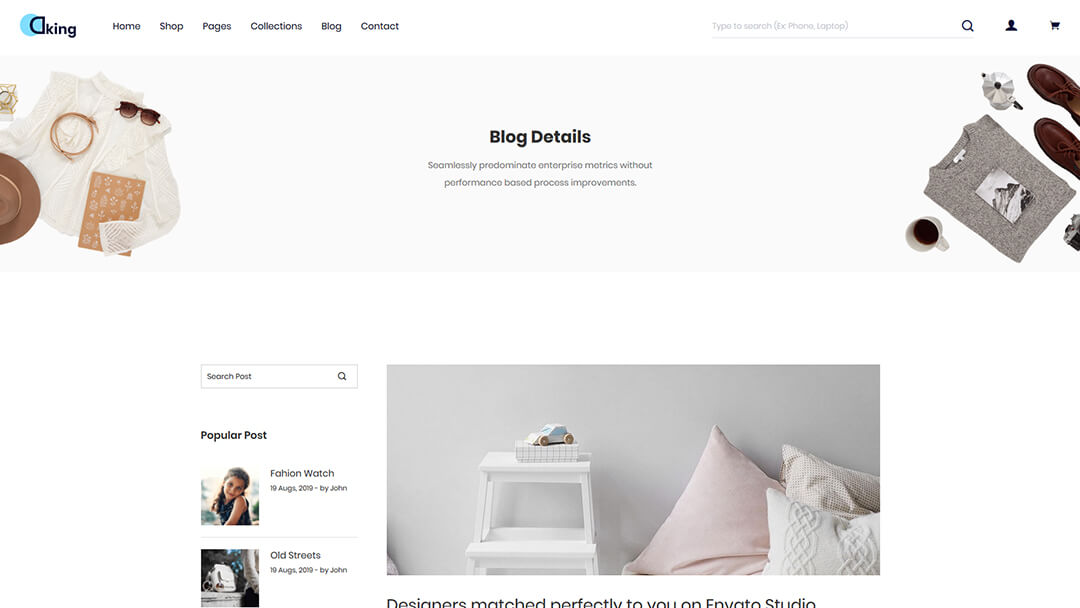 Dking
Home Shop Pages Collections Blog Contact
Type to search (Ex: Phone, Laptop)
Blog Details
Seamlessly predominate enterprise metrics without
performance based process improvements.
Search Post
Popular Post
Fahion Watch
19 Augs, 2019 - by John
Old Streets
19 Augs, 2019 - by John
Designers matched perfectly to you on Envato Studio